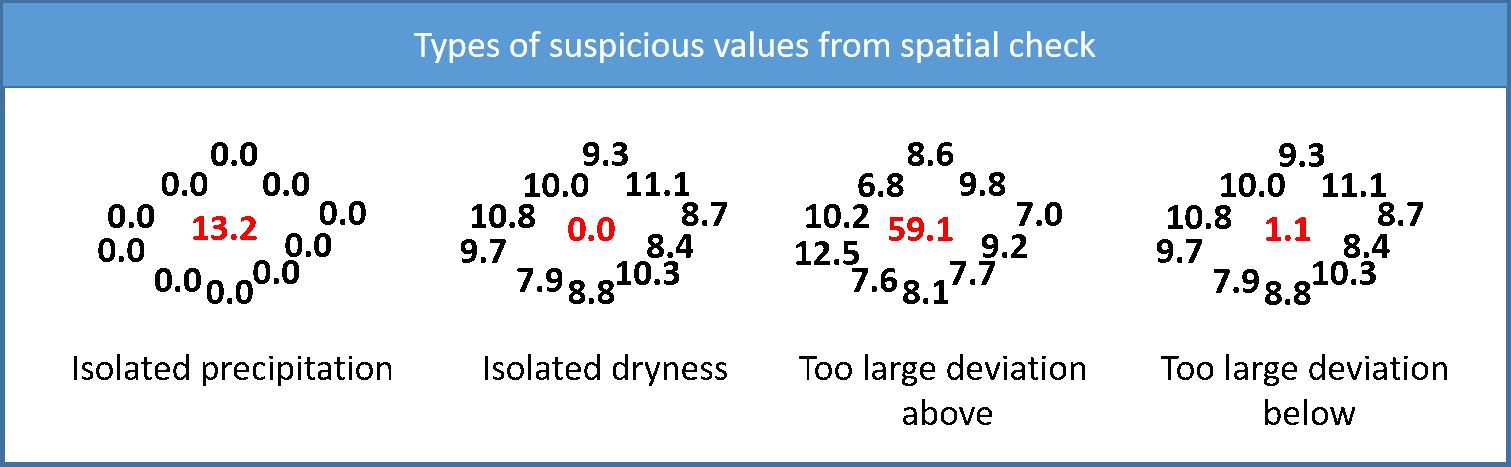 Types of suspicious values from spatial check
0.0
0.0 0.0
0.0 13.2 0.0
0.0 0.0
0.0 0.0 0.0
Isolated precipitation
9.3
10.0 11.1
10.8 0.0 8.7
9.7 8.4
7.9 8.8 10.3
Isolated dryness
8.6
6.8 9.8
10.2 59.1 7.0
12.5 9.2
7.6 8.1 7.7
Too large deviation
above
9.3
10.0 11.1
10.8 1.1 8.7
9.7 8.4
7.9 8.8 10.3
Too large deviation
below